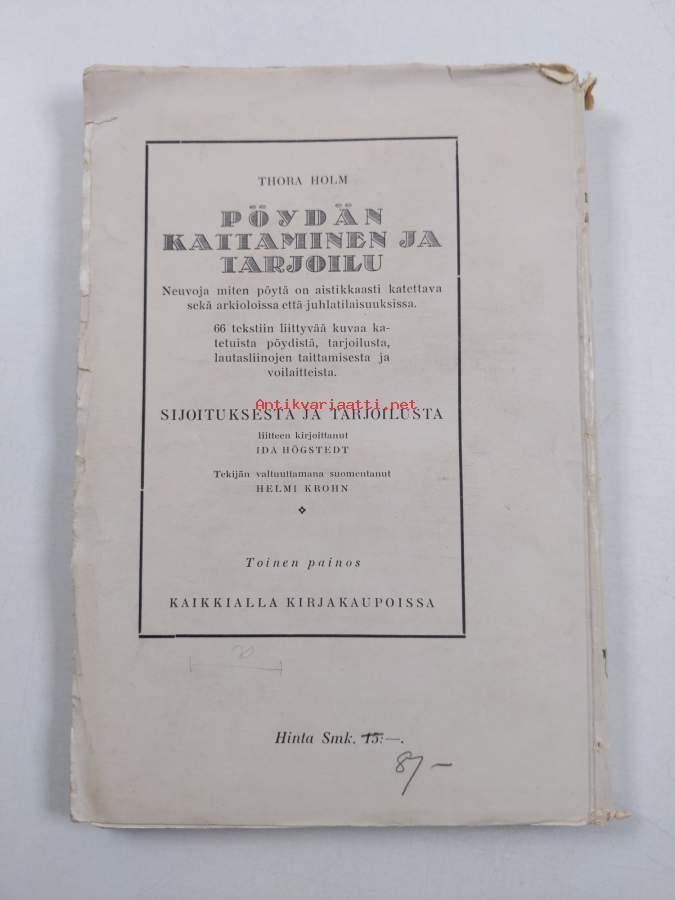 THORA HOLM
PÖYDÄN
KATTAMINEN JA
TARJOILU
Neuvoja miten pöytä on aistikkaasti katettava
sekä arkioloissa että juhlatilaisuuksissa.
66 tekstiin liittyvää kuvaa ka-
tetuista pöydistä, tarjoilusta,
lautasliinojen taittamisesta ja
voilaitteista.
Antikvariaatti.net
SIJOITUKSESTA JA TARJOILUSTA
liitteen kirjoittanut
IDA HÖGSTEDT
Tekijän valtuuttamana suomentanut
HELMI KROHN
Toinen painos
KAIKKIALLA KIRJAKAUPOISSA
Hinta Smk. 15:—.
87 —